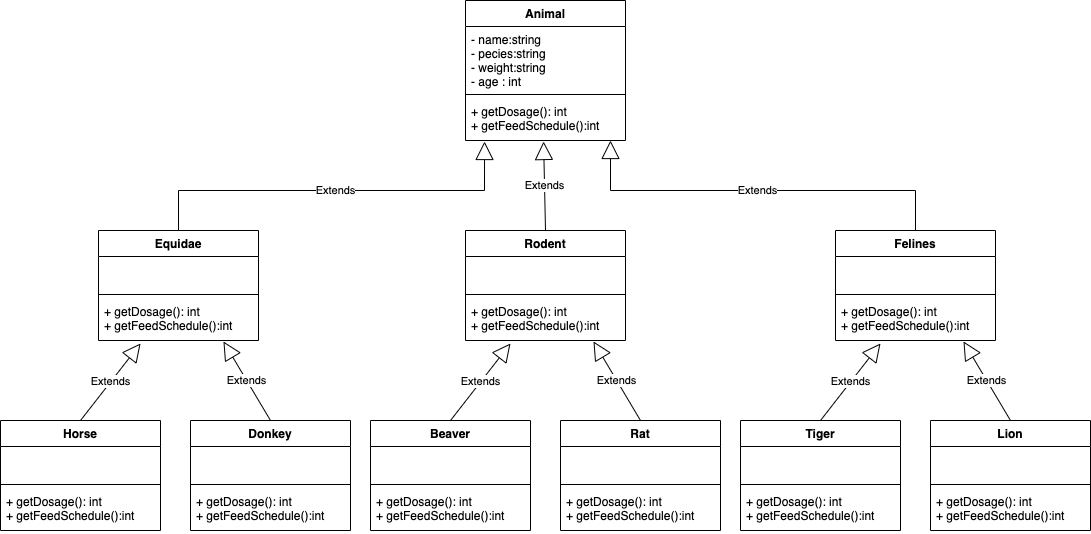 Animal
- name:string
- pecies:string
- weight:string
- age : int
+ getDosage(): int
+ getFeedSchedule():int
Extends
Extends
Extends
Equidae
+ getDosage(): int
+ getFeedSchedule():int
Rodent
+ getDosage(): int
+ getFeedSchedule():int
Felines
+ getDosage(): int
+ getFeedSchedule():int
Extends
Extends
Extends
Extends
Extends
Extends
Horse
+ getDosage(): int
+ getFeedSchedule():int
Donkey
+ getDosage(): int
+ getFeedSchedule():int
Beaver
+ getDosage(): int
+ getFeedSchedule():int
Rat
+ getDosage(): int
+ getFeedSchedule():int
Tiger
+ getDosage(): int
+ getFeedSchedule():int
Lion
+ getDosage(): int
+ getFeedSchedule():int